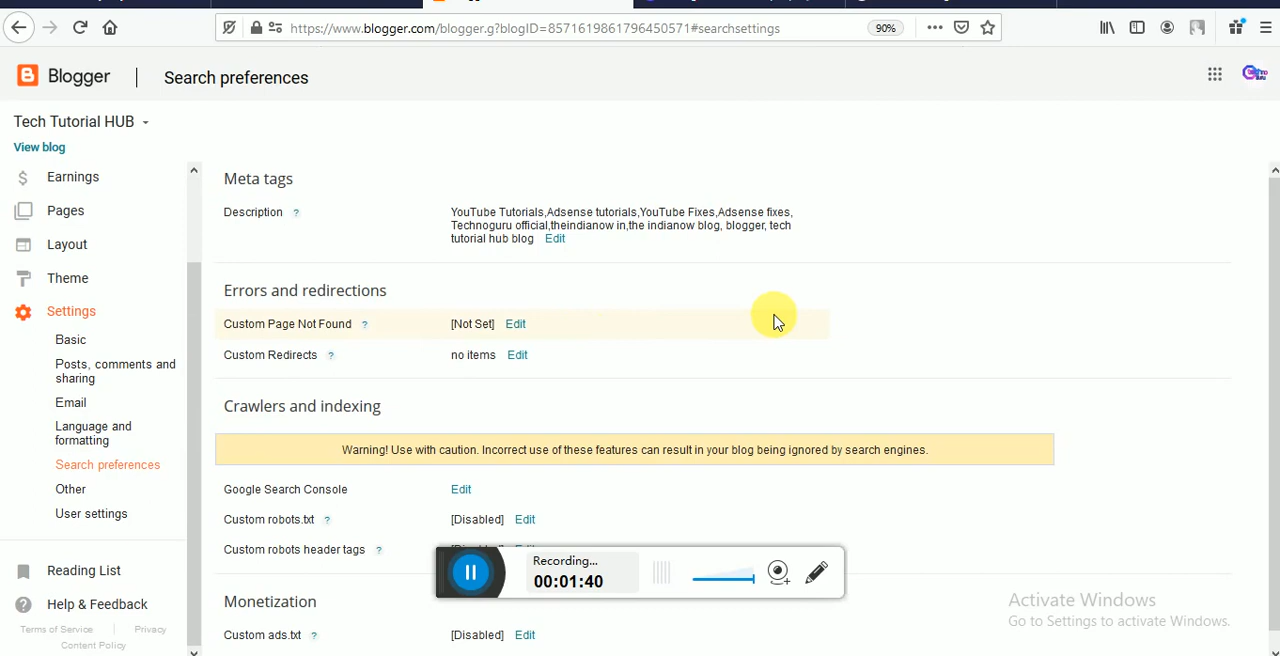 https://www.blogger.com/blogger.g?blogID=8571619861796450571#searchsettings
90%
Blogger
Search preferences
Tech Tutorial HUB
View blog
Earnings
Pages
Layout
Theme
Settings
Basic
Posts, comments and
sharing
Email
Language and
formatting
Search preferences
Other
User settings
Reading List
Help & Feedback
Terms of Service
Privacy
Content Policy
Meta tags
Description ?
YouTube Tutorials,Adsense tutorials,YouTube Fixes,Adsense fixes,
Technoguru official,theindianow in,the indianow blog, blogger, tech
tutorial hub blog Edit
Errors and redirections
Custom Page Not Found ? [Not Set] Edit
Custom Redirects ? no items Edit
Crawlers and indexing
Warning! Use with caution. Incorrect use of these features can result in your blog being ignored by search engines.
Google Search Console Edit
Custom robots.txt ? [Disabled] Edit
Custom robots header tags ?
Recording...
00:01:40
Monetization
Custom ads.txt ? [Disabled] Edit
Activate Windows
Go to Settings to activate Windows.